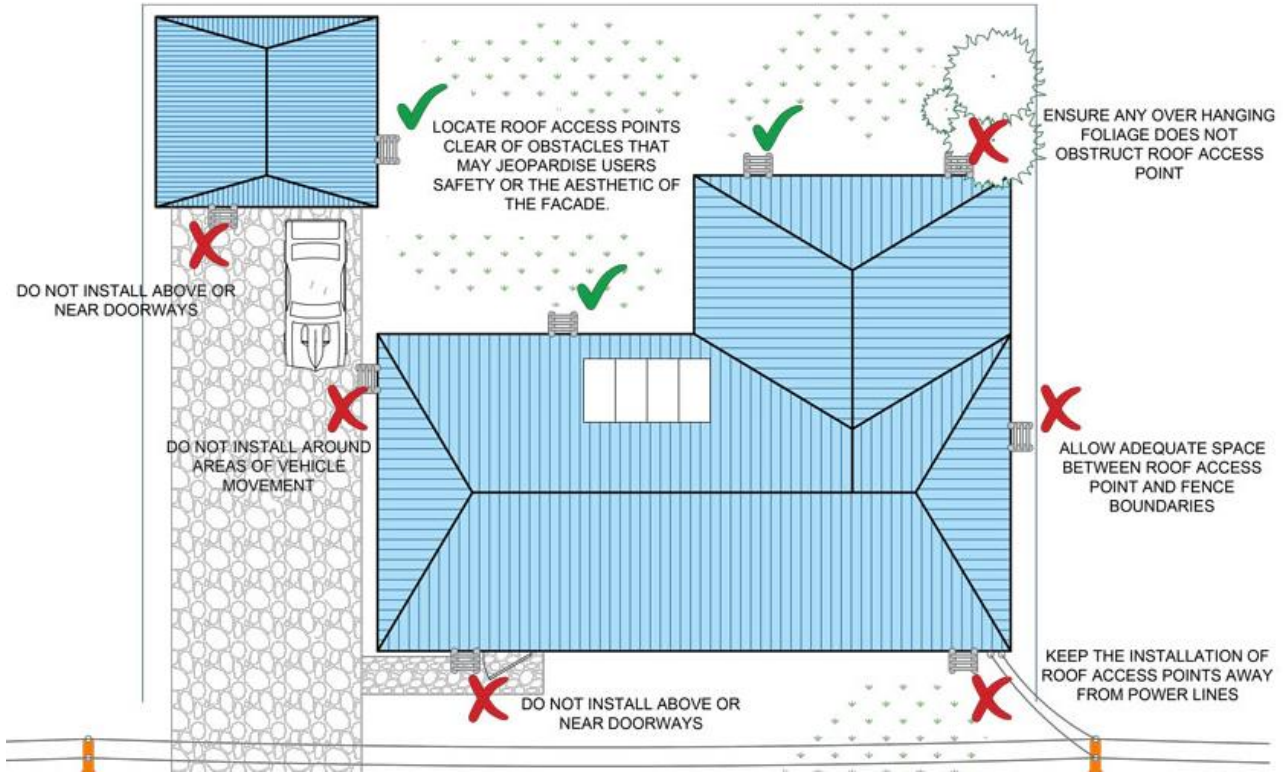 LOCATE ROOF ACCESS POINTS
CLEAR OF OBSTACLES THAT
MAY JEOPARDISE USERS
SAFETY OR THE AESTHETIC OF
THE FACADE.
ENSURE ANY OVER HANGING
FOLIAGE DOES NOT
OBSTRUCT ROOF ACCESS
POINT
DO NOT INSTALL ABOVE OR
NEAR DOORWAYS
DO NOT INSTALL AROUND
AREAS OF VEHICLE
MOVEMENT
ALLOW ADEQUATE SPACE
BETWEEN ROOF ACCESS
POINT AND FENCE
BOUNDARIES
DO NOT INSTALL ABOVE OR
NEAR DOORWAYS
KEEP THE INSTALLATION OF
ROOF ACCESS POINTS AWAY
FROM POWER LINES